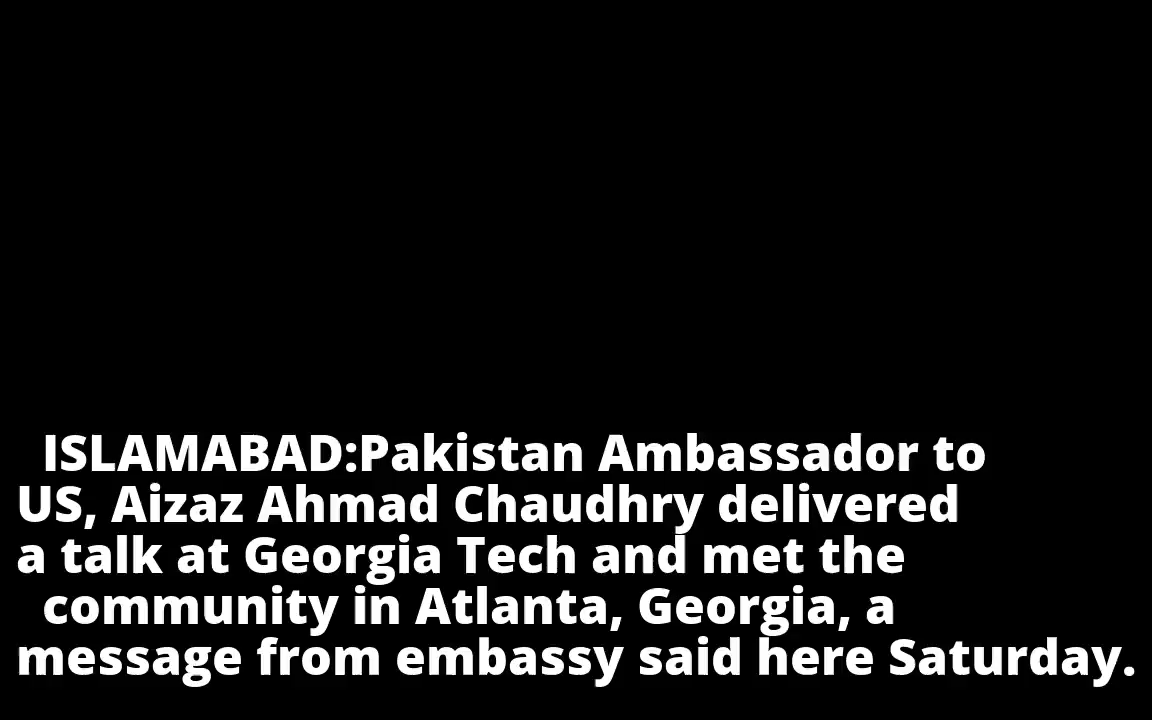 ISLAMABAD:Pakistan Ambassador to
US, Aizaz Ahmad Chaudhry delivered
a talk at Georgia Tech and met the
community in Atlanta, Georgia, a
message from embassy said here Saturday.